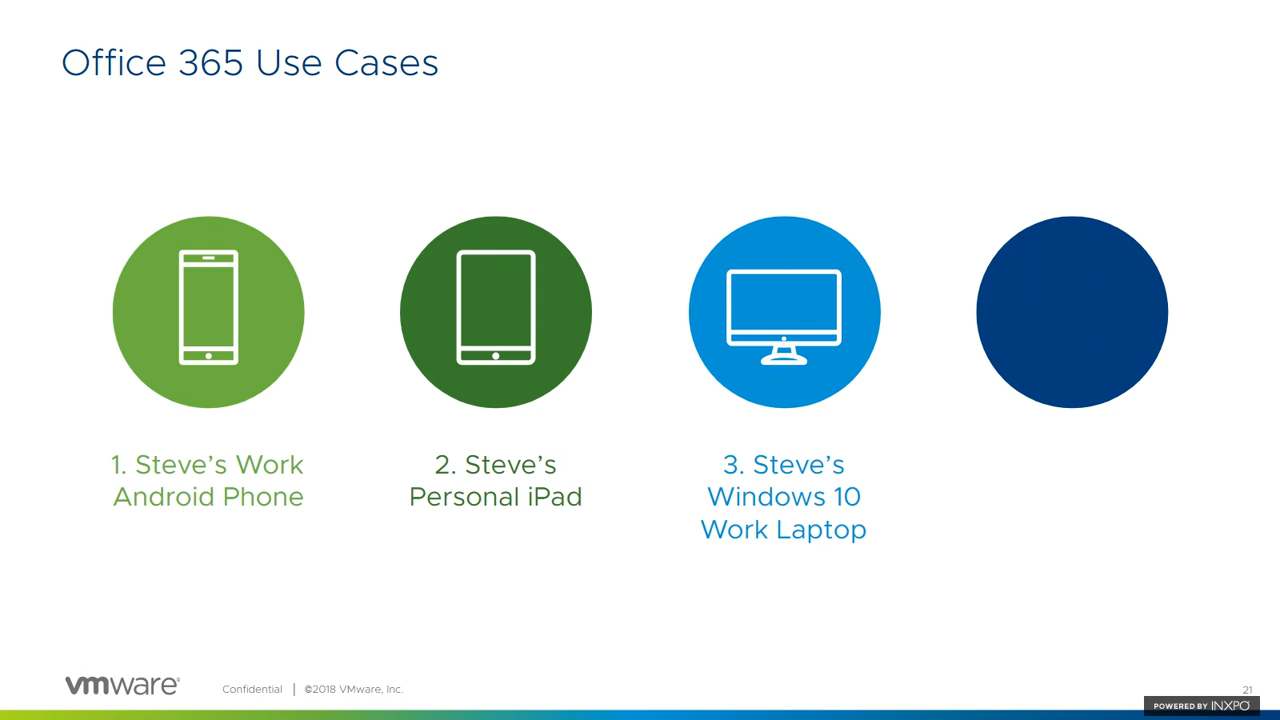 Office 365 Use Cases
1. Steve’s Work
Android Phone
2. Steve’s
Personal iPad
3. Steve’s
Windows 10
Work Laptop
vmware®
Confidential | ©2018 VMware, Inc.
21
POWERED BY INXPO